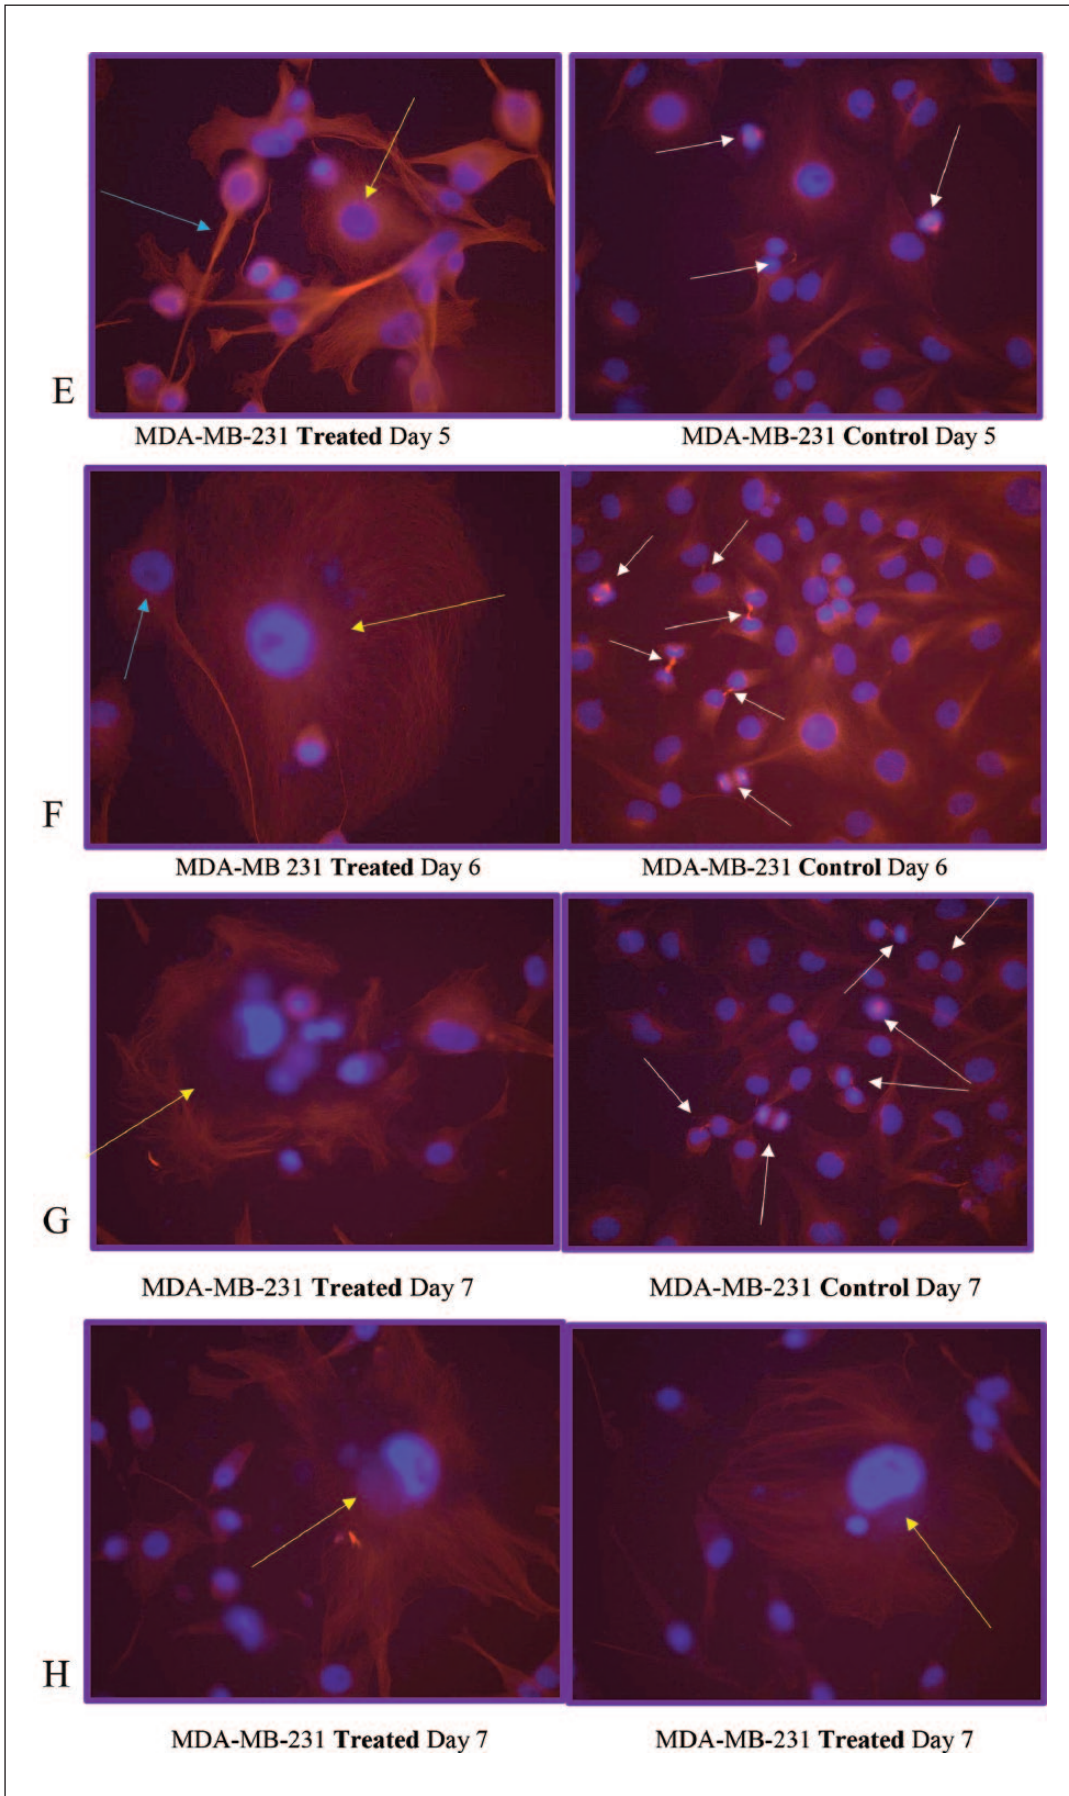 E
MDA-MB-231 Treated Day 5
MDA-MB-231 Control Day 5
F
MDA-MB 231 Treated Day 6
MDA-MB-231 Control Day 6
G
MDA-MB-231 Treated Day 7
MDA-MB-231 Control Day 7
H
MDA-MB-231 Treated Day 7
MDA-MB-231 Treated Day 7